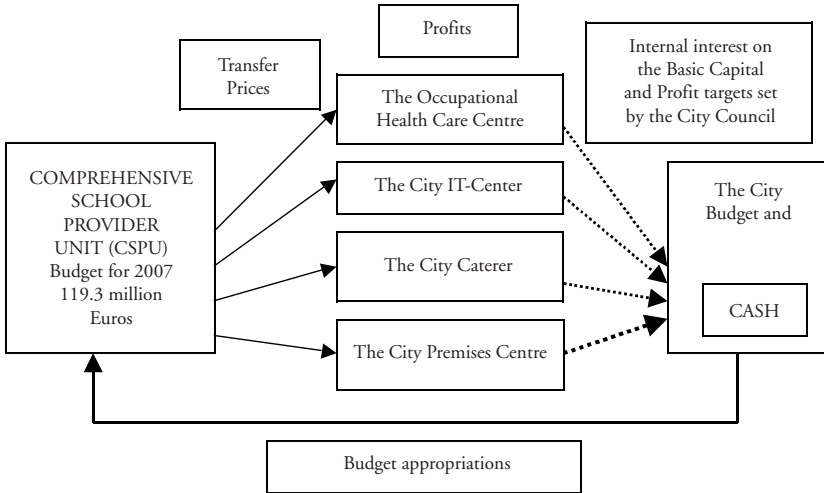 Profits
Transfer
Prices
Internal interest on
the Basic Capital
and Profit targets set
by the City Council
The Occupational
Health Care Centre
COMPREHENSIVE
SCHOOL
PROVIDER
UNIT (CSPU)
Budget for 2007
119.3 million
Euros
The City IT-Center
The City Caterer
The City Premises Centre
The City
Budget and
CASH
Budget appropriations